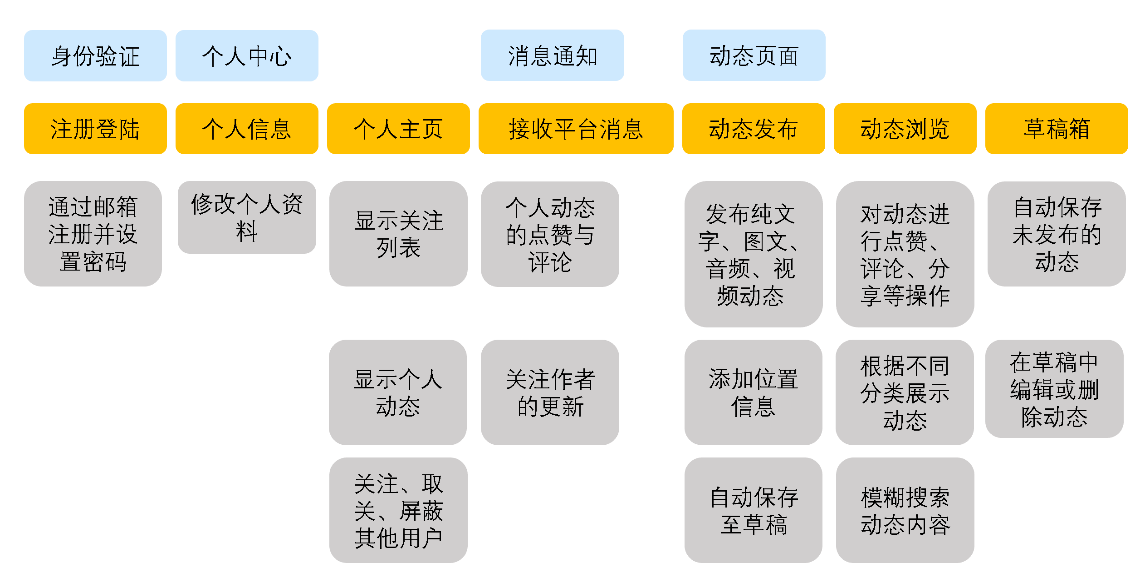 身份验证
个人中心
消息通知
动态页面
注册登陆
个人信息
个人主页
接收平台消息
动态发布
动态浏览
草稿箱
通过邮箱
注册并设
置密码
修改个人资
料
显示关注
列表
个人动态
的点赞与
评论
发布纯文
字、图文、
音频、视
频动态
对动态进
行点赞、
评论、分
享等操作
自动保存
未发布的
动态
显示个人
动态
关注作者
的更新
添加位置
信息
根据不同
分类展示
动态
在草稿中
编辑或删
除动态
关注、取
关、屏蔽
其他用户
自动保存
至草稿
模糊搜索
动态内容